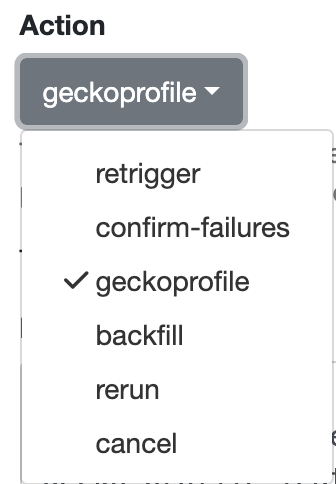 Action
geckoprofile
retrigger
confirm-failures
geckoprofile
backfill
rerun
cancel